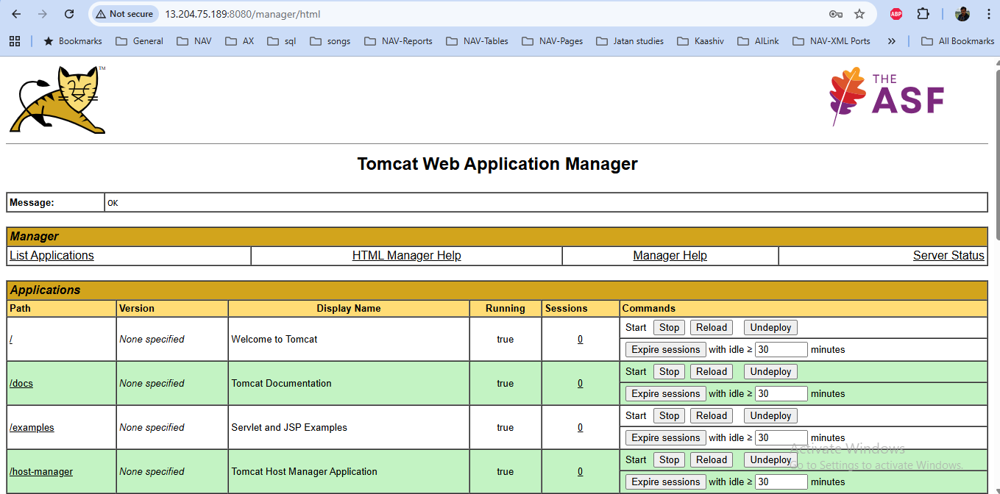 Not secure 13.204.75.189:8080/manager/html ABP
Bookmarks General NAV AX sql songs NAV-Reports NAV-Tables NAV-Pages Jatan studies Kaashiv AILink NAV-XML Ports » All Bookmarks
TM
THE
ASF
Tomcat Web Application Manager
Message: OK
Manager
List Applications HTML Manager Help Manager Help Server Status
Applications
Path Version Display Name Running Sessions Commands
/ None specified Welcome to Tomcat true 0 Start Stop Reload Undeploy
Expire sessions with idle ≥ 30 minutes
/docs None specified Tomcat Documentation true 0 Start Stop Reload Undeploy
Expire sessions with idle ≥ 30 minutes
/examples None specified Servlet and JSP Examples true 0 Start Stop Reload Undeploy
Expire sessions with idle ≥ 30 minutes
/host-manager None specified Tomcat Host Manager Application true 0 Start Stop Reload Undeploy
Expire sessions with idle ≥ 30 minutes
Activate Windows
Go to Settings to activate Windows.